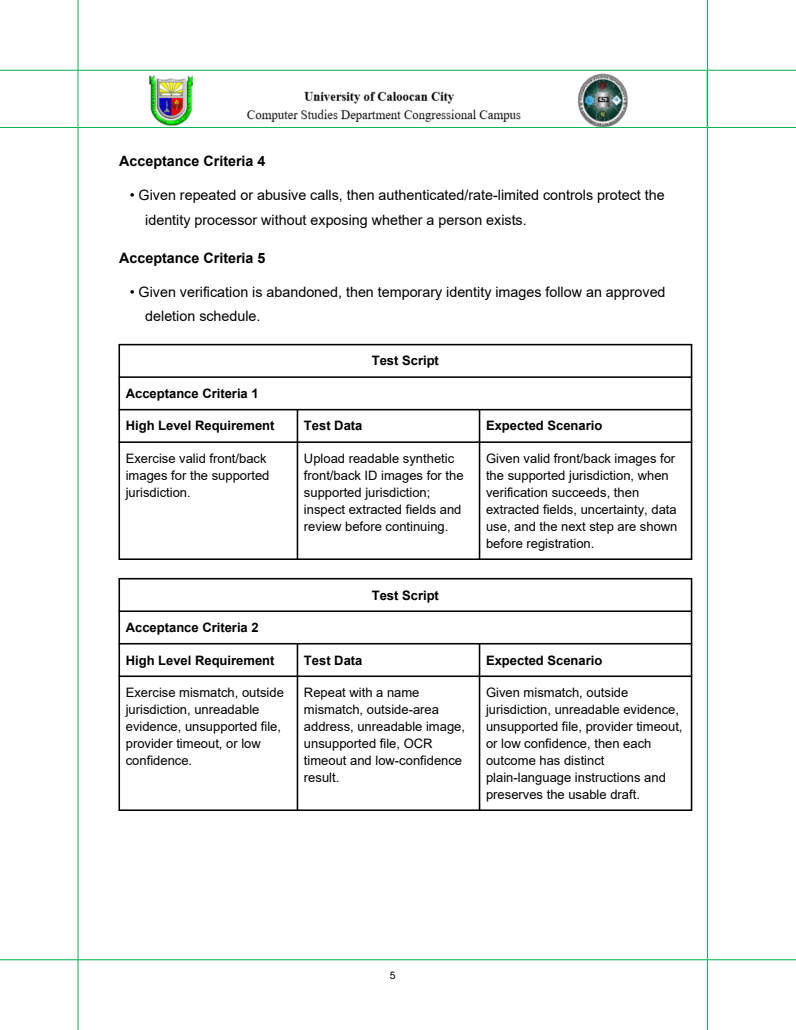 University of Caloocan City
Computer Studies Department Congressional Campus
Acceptance Criteria 4
• Given repeated or abusive calls, then authenticated/rate-limited controls protect the
identity processor without exposing whether a person exists.
Acceptance Criteria 5
• Given verification is abandoned, then temporary identity images follow an approved
deletion schedule.
Test Script
Acceptance Criteria 1
High Level Requirement
Test Data
Expected Scenario
Exercise valid front/back
images for the supported
jurisdiction.
Upload readable synthetic
front/back ID images for the
supported jurisdiction;
inspect extracted fields and
review before continuing.
Given valid front/back images for
the supported jurisdiction, when
verification succeeds, then
extracted fields, uncertainty, data
use, and the next step are shown
before registration.
Test Script
Acceptance Criteria 2
High Level Requirement
Test Data
Expected Scenario
Exercise mismatch, outside
jurisdiction, unreadable
evidence, unsupported file,
provider timeout, or low
confidence.
Repeat with a name
mismatch, outside-area
address, unreadable image,
unsupported file, OCR
timeout and low-confidence
result.
Given mismatch, outside
jurisdiction, unreadable evidence,
unsupported file, provider timeout,
or low confidence, then each
outcome has distinct
plain-language instructions and
preserves the usable draft.
5